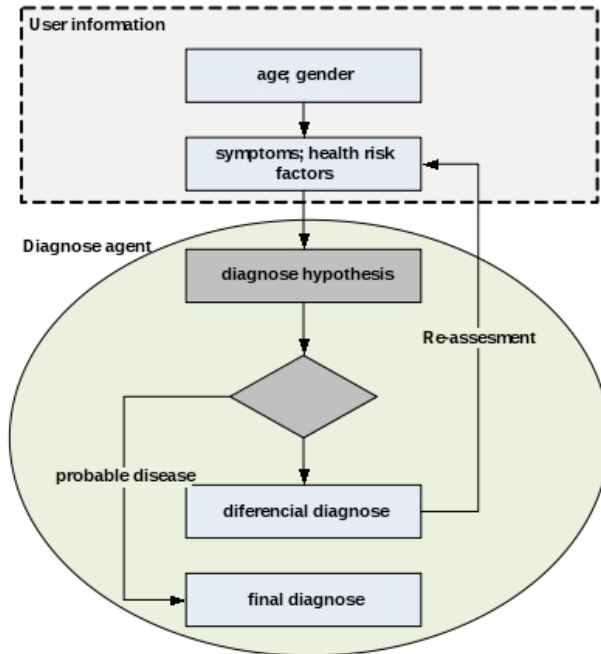 User information
age; gender
symptoms; health risk
factors
Diagnose agent
diagnose hypothesis
Re-assesment
probable disease
diferencial diagnose
final diagnose